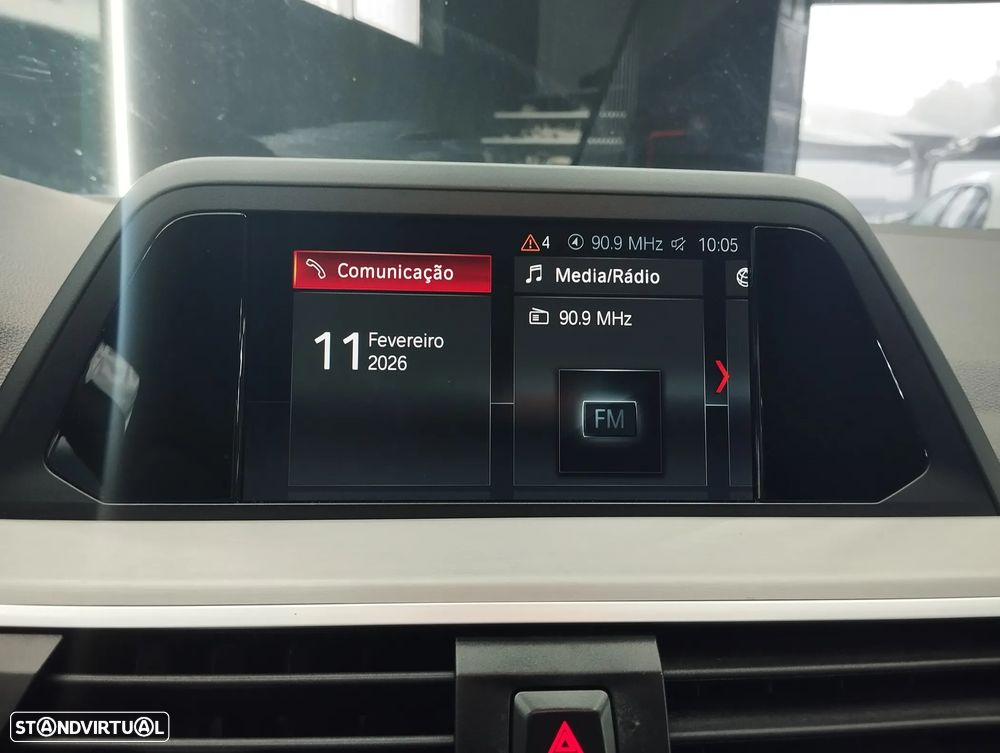 4 90.9 MHz 10:05
Comunicação
Media/Rádio
11 Fevereiro
2026
90.9 MHz
FM
STANDVIRTUAL